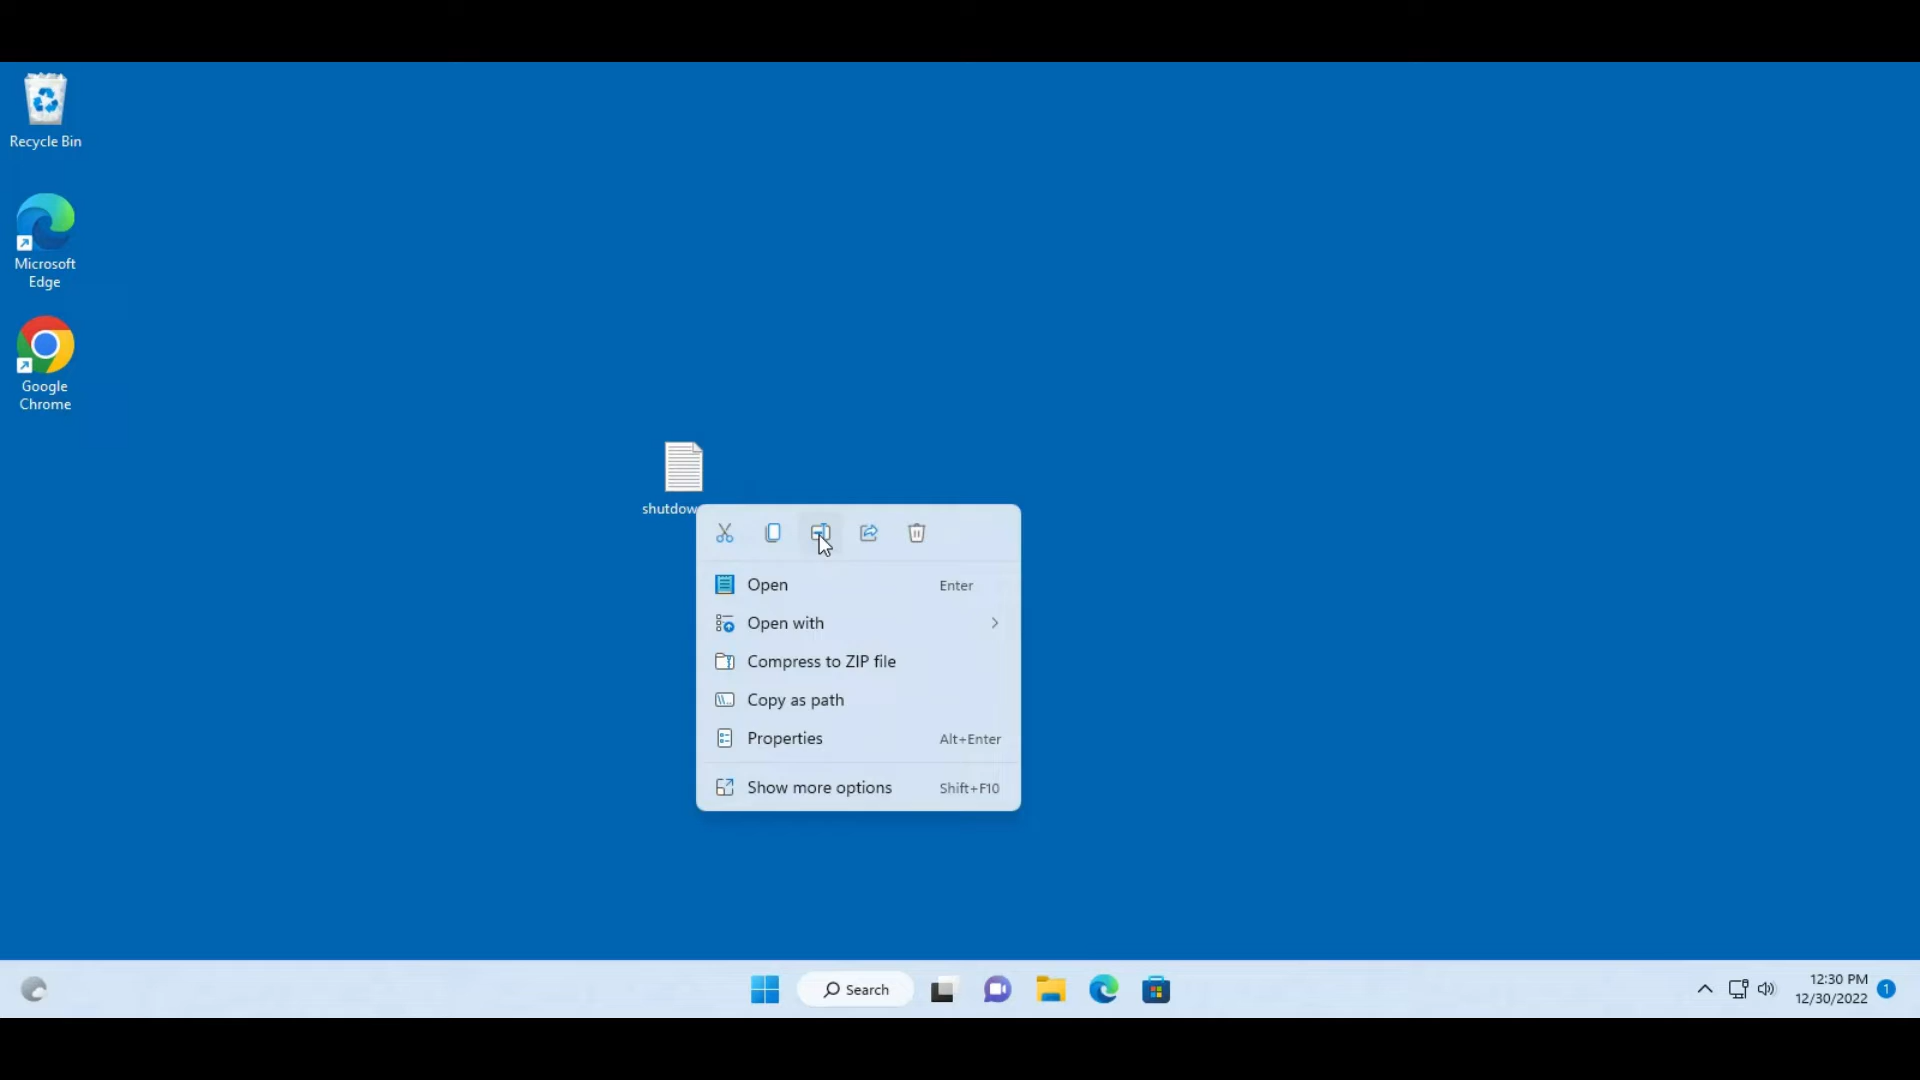 Recycle Bin
Microsoft
Edge
Google
Chrome
shutdow
Open Enter
Open with
Compress to ZIP file
Copy as path
Properties Alt+Enter
Show more options Shift+F10
Search
12:30 PM
12/30/2022
1